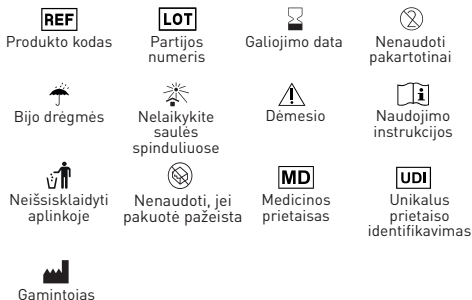 REF
LOT
Produkto kodas
Partijos
numeris
Galiojimo data
2
Nenaudoti
pakartotinai
Bijo drėgmės
Nelaikykite
saulės
spinduliuose
Dėmesio
i
Naudojimo
instrukcijos
Neišsisklaidyti
aplinkoje
Nenaudoti, jei
pakuotė pažeista
MD
Medicinos
prietaisas
UDI
Unikalus
prietaiso
identifikavimas
Gamintojas